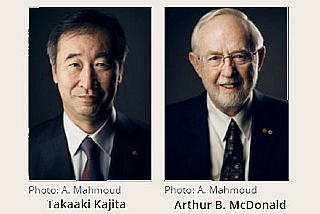 Photo: A. Mahmoud
Photo: A. Mahmoud
Takaaki Kajita
Arthur B. McDonald